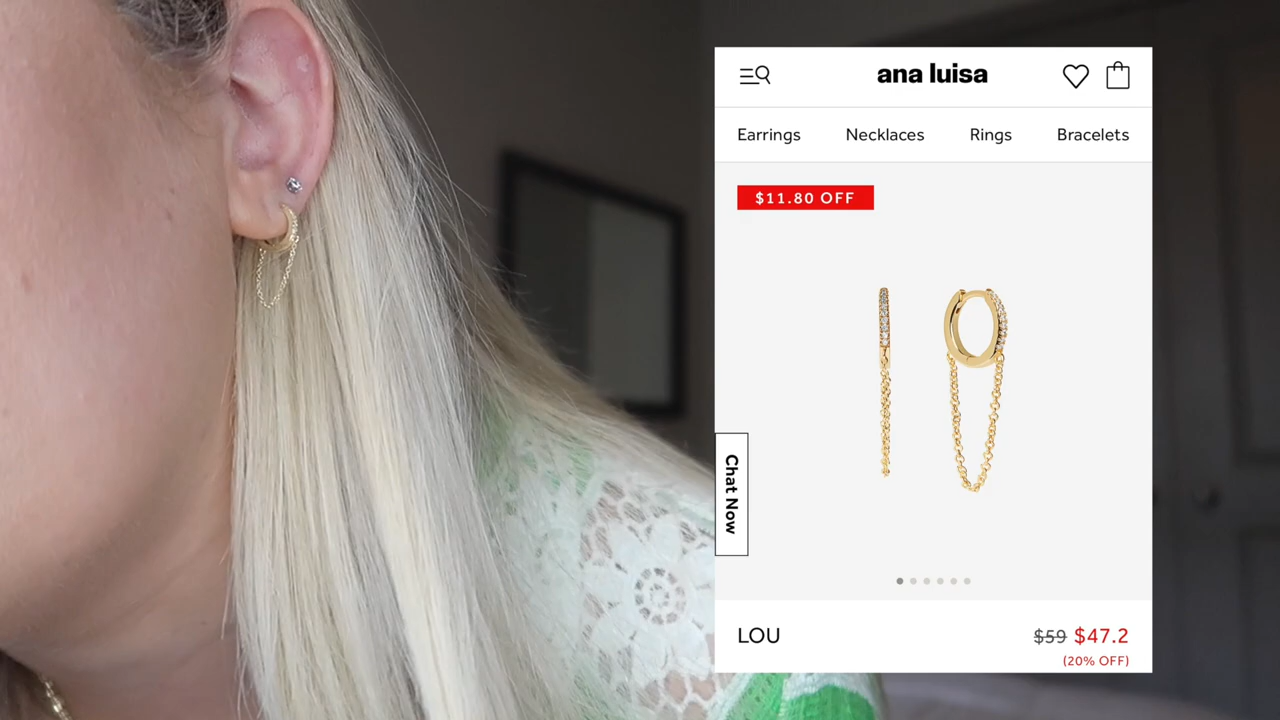 ana luisa
Earrings Necklaces Rings Bracelets
$11.80 OFF
Chat Now
LOU $59 $47.2
(20% OFF)